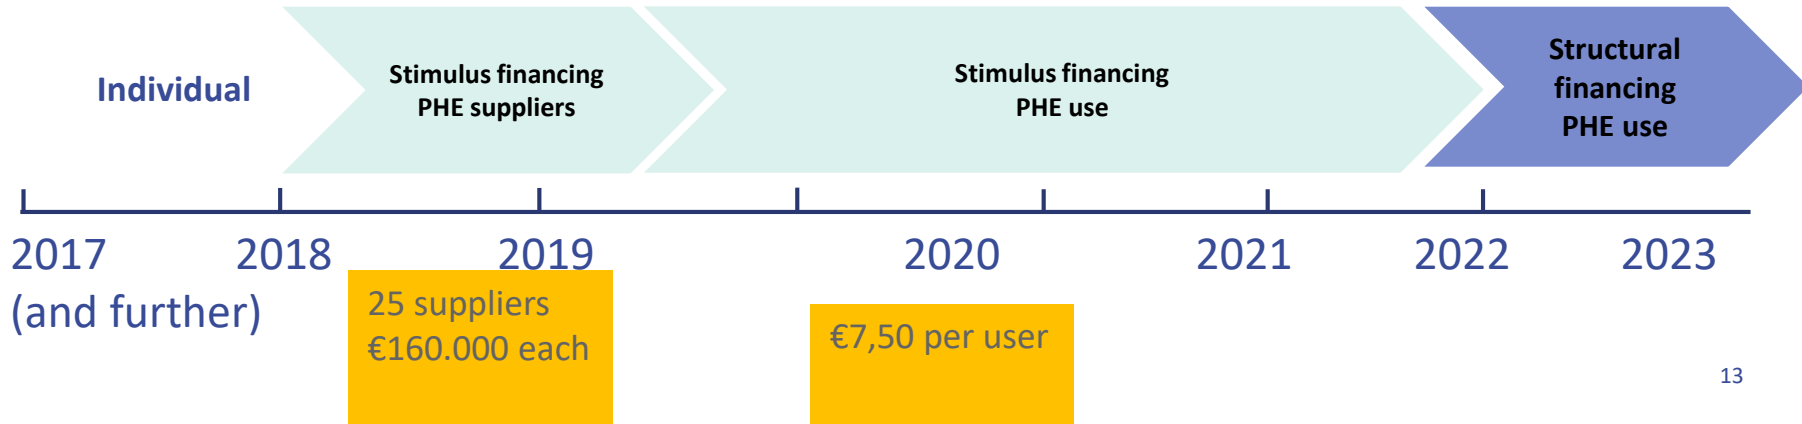 Individual
Stimulus financing
PHE suppliers
Stimulus financing
PHE use
Structural
financing
PHE use
2017 2018 2019 2020 2021 2022 2023
(and further)
25 suppliers
€160.000 each
€7,50 per user
13